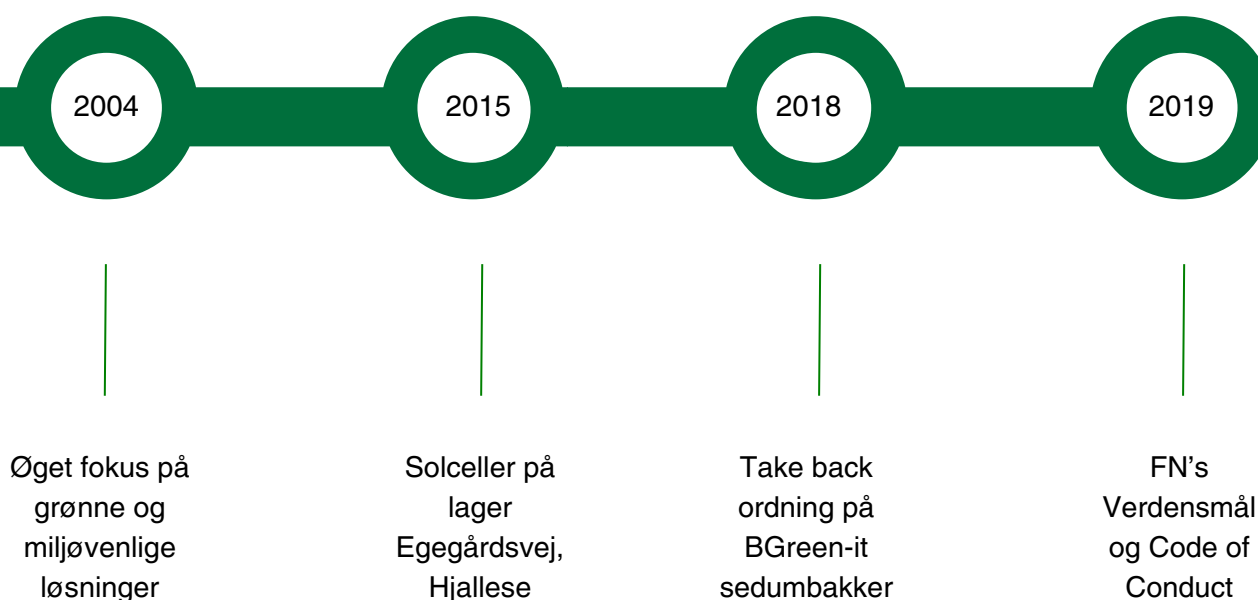 2004
2015
2018
2019
Øget fokus på
grønne og
miljøvenlige
løsninger
Solceller på
lager
Egegårdsvej,
Hjallese
Take back
ordning på
BGreen-it
sedumbakker
FN's
Verdensmål
og Code of
Conduct